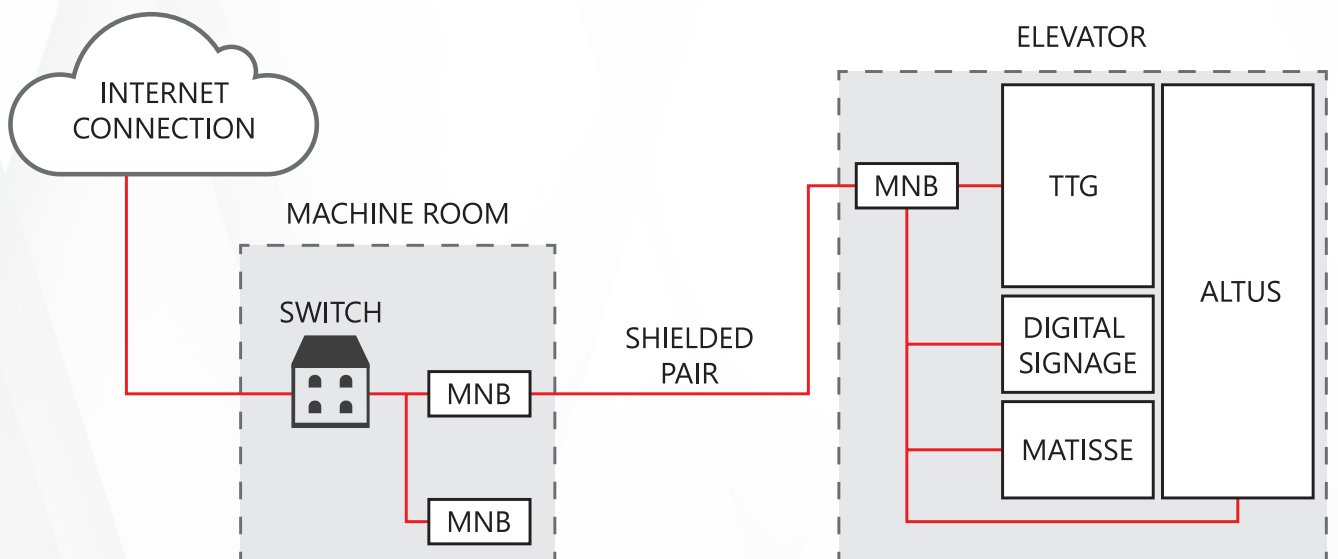 INTERNET
CONNECTION
MACHINE ROOM
SWITCH
MNB
MNB
SHIELDED
PAIR
ELEVATOR
MNB
TTG
DIGITAL
SIGNAGE
MATISSE
ALTUS